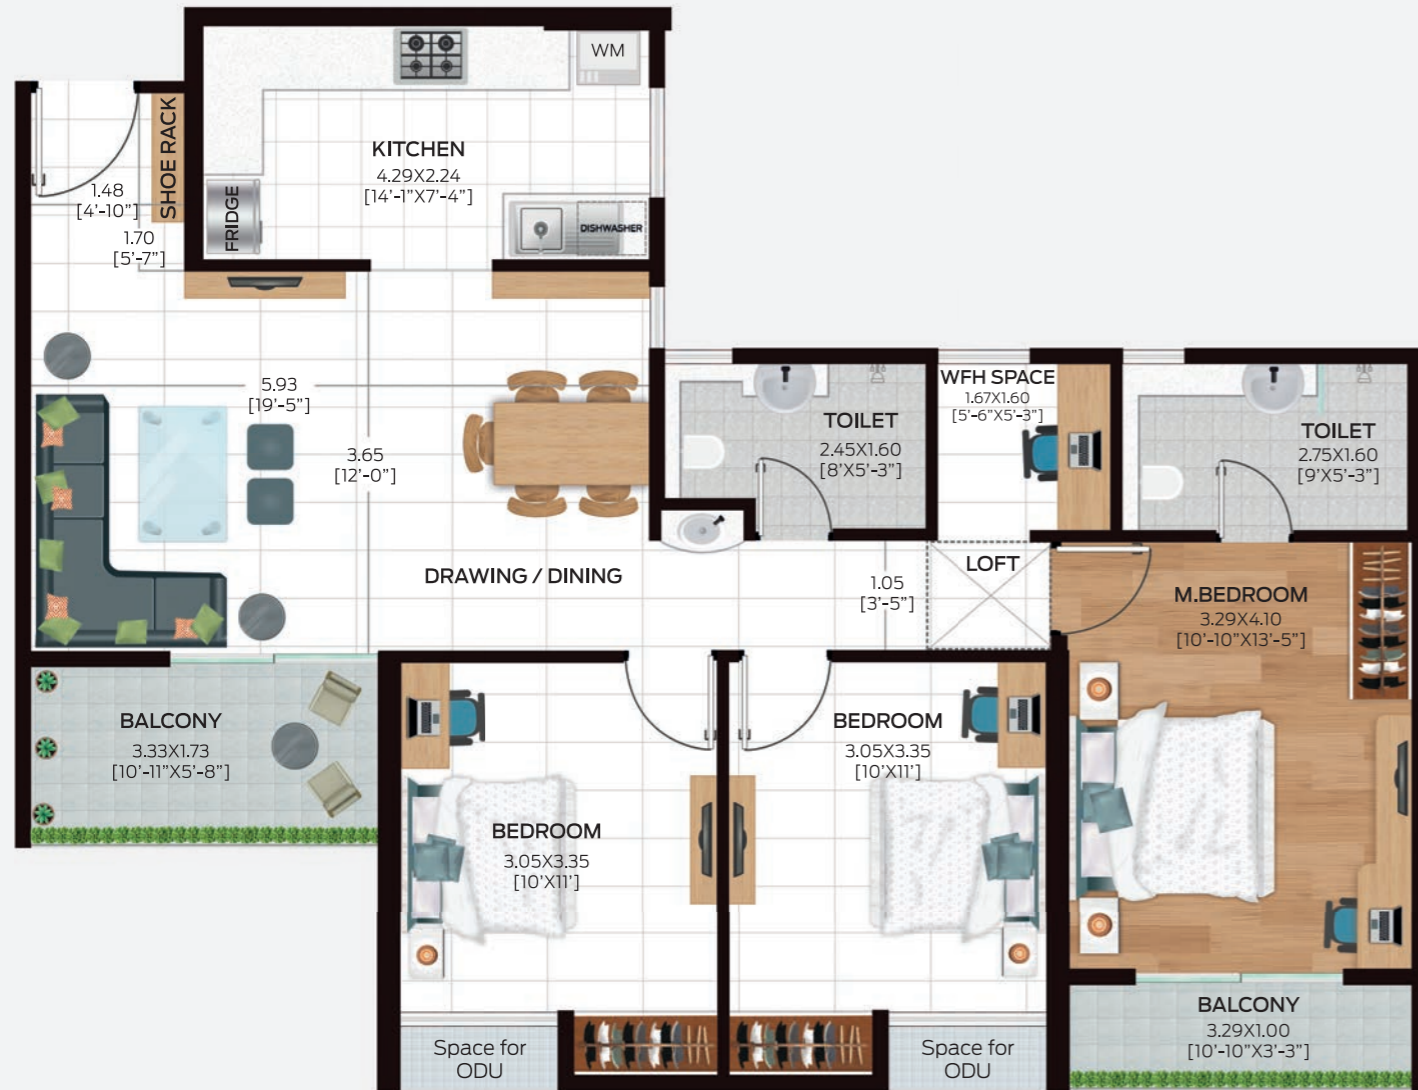 WM
SHOE RACK
KITCHEN
4.29X2.24
[14'-1"X7'-4"]
1.48
[4'-10"]
FRIDGE
DISHWASHER
1.70
[5'-7"]
5.93
[19'-5"]
3.65
[12'-0"]
TOILET
2.45X1.60
[8'X5'-3"]
WFH SPACE
1.67X1.60
[5'-6"X5'-3"]
TOILET
2.75X1.60
[9'X5'-3"]
DRAWING / DINING
1.05
[3'-5"]
LOFT
M.BEDROOM
3.29X4.10
[10'-10"X13'-5"]
BALCONY
3.33X1.73
[10'-11"X5'-8"]
BEDROOM
3.05X3.35
[10'X11']
BEDROOM
3.05X3.35
[10'X11']
BALCONY
3.29X1.00
[10'-10"X3'-3"]
Space for
ODU
Space for
ODU